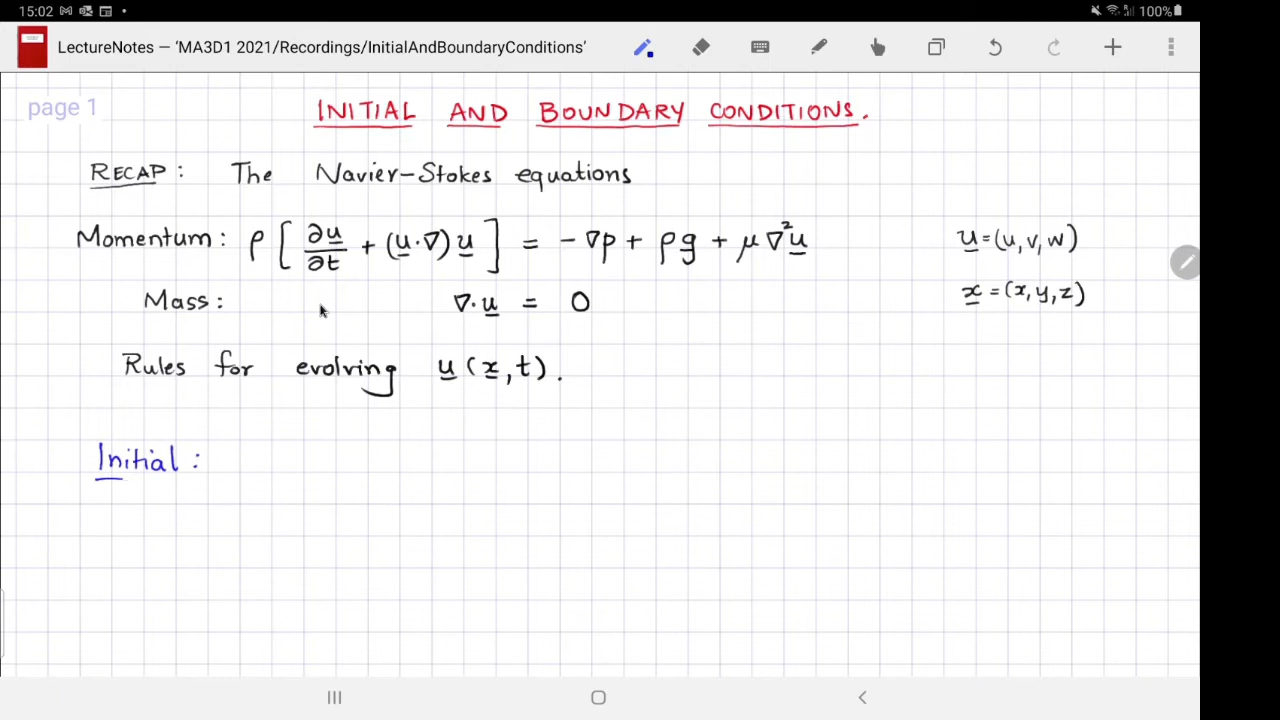 15:02 100%
LectureNotes — ‘MA3D1 2021/Recordings/InitialAndBoundaryConditions’
page 1
INITIAL AND BOUNDARY CONDITIONS.
RECAP: The Navier-Stokes equations
Momentum: ρ [ ∂u/∂t + (u·∇)u ] = -∇p + ρg + μ∇²u u=(u,v,w)
Mass: ∇·u = 0 x=(x,y,z)
Rules for evolving u(x,t).
Initial: